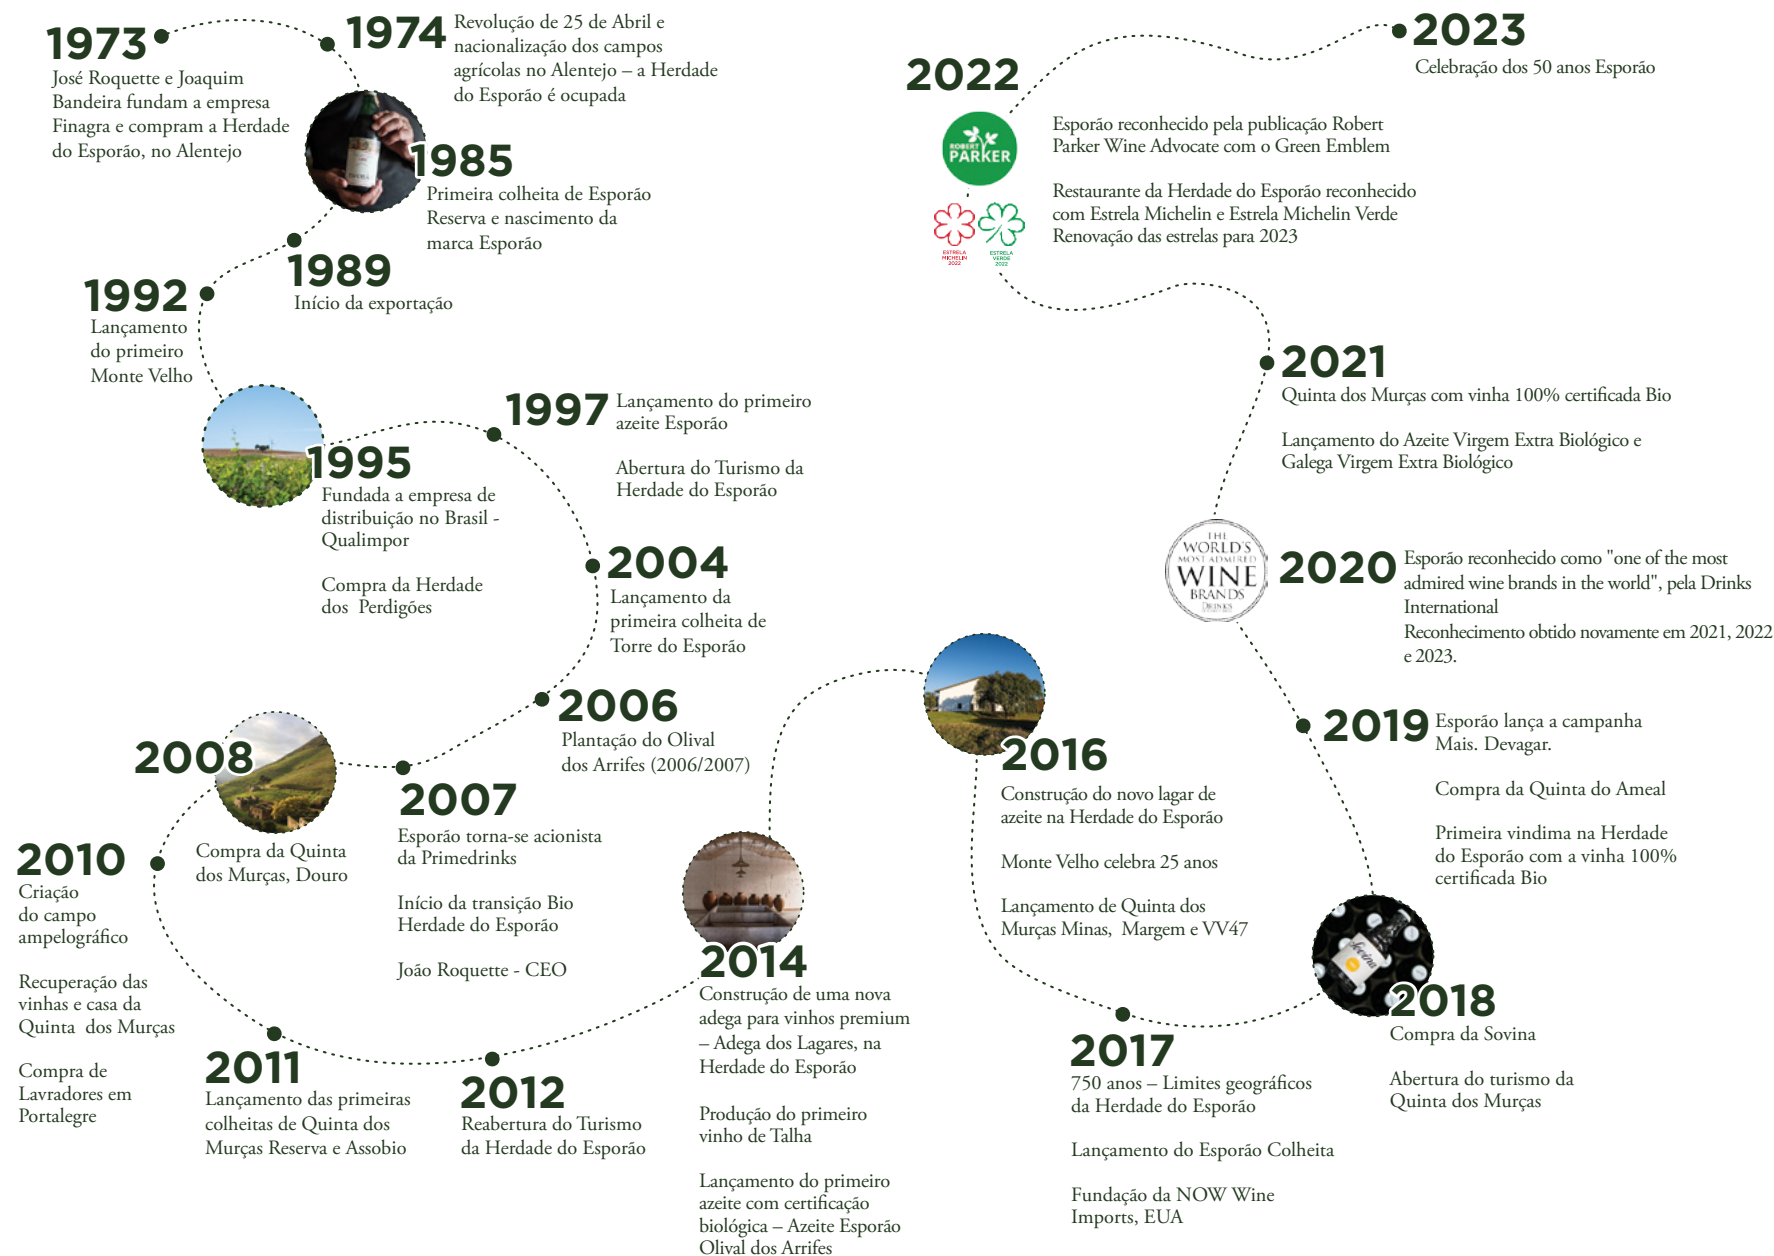 1973
José Roquette e Joaquim
Bandeira fundam a empresa
Finagra e compram a Herdade
do Esporão, no Alentejo
1974
Revolução de 25 de Abril e
nacionalização dos campos
agrícolas no Alentejo – a Herdade
do Esporão é ocupada
1985
Primeira colheita de Esporão
Reserva e nascimento da
marca Esporão
1989
Início da exportação
1992
Lançamento
do primeiro
Monte Velho
1995
Fundada a empresa de
distribuição no Brasil -
Qualimpor
Compra da Herdade
dos Perdigões
1997
Lançamento do primeiro
azeite Esporão
Abertura do Turismo da
Herdade do Esporão
2004
Lançamento da
primeira colheita de
Torre do Esporão
2006
Plantação do Olival
dos Arrifes (2006/2007)
2007
Esporão torna-se acionista
da Primedrinks
Início da transição Bio
Herdade do Esporão
João Roquette - CEO
2008
Compra da Quinta
dos Murças, Douro
2010
Criação
do campo
ampelográfico
Recuperação das
vinhas e casa da
Quinta dos Murças
Compra de
Lavradores em
Portalegre
2011
Lançamento das primeiras
colheitas de Quinta dos
Murças Reserva e Assobio
2012
Reabertura do Turismo
da Herdade do Esporão
2014
Construção de uma nova
adega para vinhos premium
– Adega dos Lagares, na
Herdade do Esporão
Produção do primeiro
vinho de Talha
Lançamento do primeiro
azeite com certificação
biológica – Azeite Esporão
Olival dos Arrifes
2016
Construção do novo lagar de
azeite na Herdade do Esporão
Monte Velho celebra 25 anos
Lançamento de Quinta dos
Murças Minas, Margem e VV47
2017
750 anos – Limites geográficos
da Herdade do Esporão
Lançamento do Esporão Colheita
Fundação da NOW Wine
Imports, EUA
Sovina
2018
Compra da Sovina
Abertura do turismo da
Quinta dos Murças
2019
Esporão lança a campanha
Mais. Devagar.
Compra da Quinta do Ameal
Primeira vindima na Herdade
do Esporão com a vinha 100%
certificada Bio
THE
WORLD'S
MOST ADMIRED
WINE
BRANDS
DRINKS
2020
Esporão reconhecido como "one of the most
admired wine brands in the world", pela Drinks
International
Reconhecimento obtido novamente em 2021, 2022
e 2023.
2021
Quinta dos Murças com vinha 100% certificada Bio
Lançamento do Azeite Virgem Extra Biológico e
Galega Virgem Extra Biológico
2022
ROBERT
PARKER
Esporão reconhecido pela publicação Robert
Parker Wine Advocate com o Green Emblem
ESTRELA
MICHELIN
2022
ESTRELA
VERDE
2022
Restaurante da Herdade do Esporão reconhecido
com Estrela Michelin e Estrela Michelin Verde
Renovação das estrelas para 2023
2023
Celebração dos 50 anos Esporão